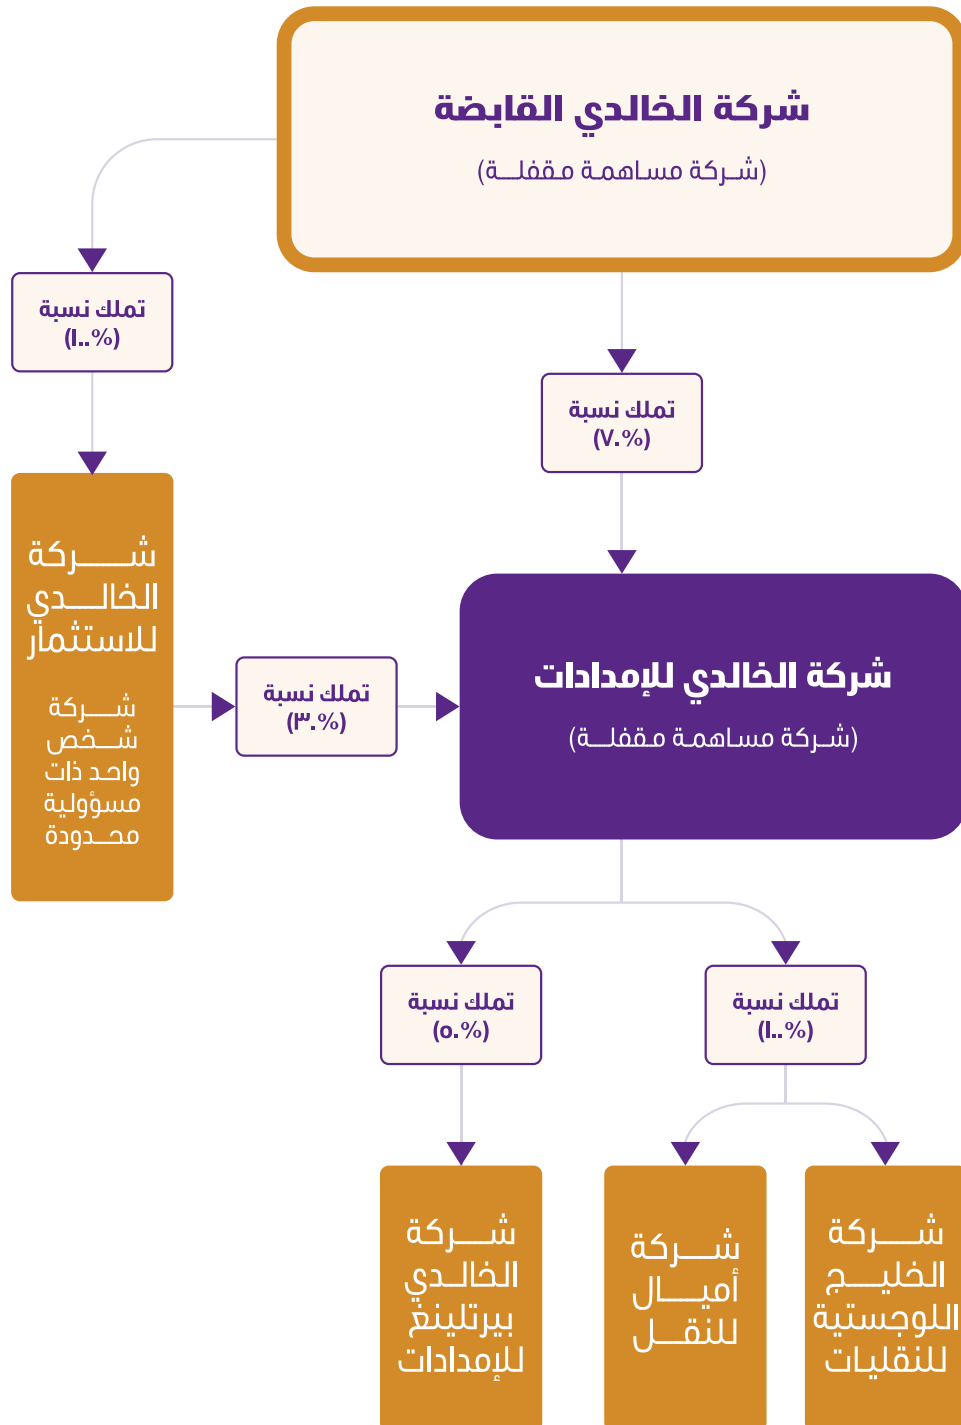 شركة الخالدي القابضة
(شركة مساهمة مقفلة)
تملك نسبة
(١٠٠%)
تملك نسبة
(٧٠%)
شركة
الخالدي
للاستثمار
شركة
شخص
واحد ذات
مسؤولية
محدودة
تملك نسبة
(٣٠%)
شركة الخالدي للإمدادات
(شركة مساهمة مقفلة)
تملك نسبة
(١٠٠%)
تملك نسبة
(٥٠%)
شركة
الخليج
اللوجستية
للنقليات
شركة
أميال
للنقل
شركة
الخالدي
بيرتلينغ
للإمدادات